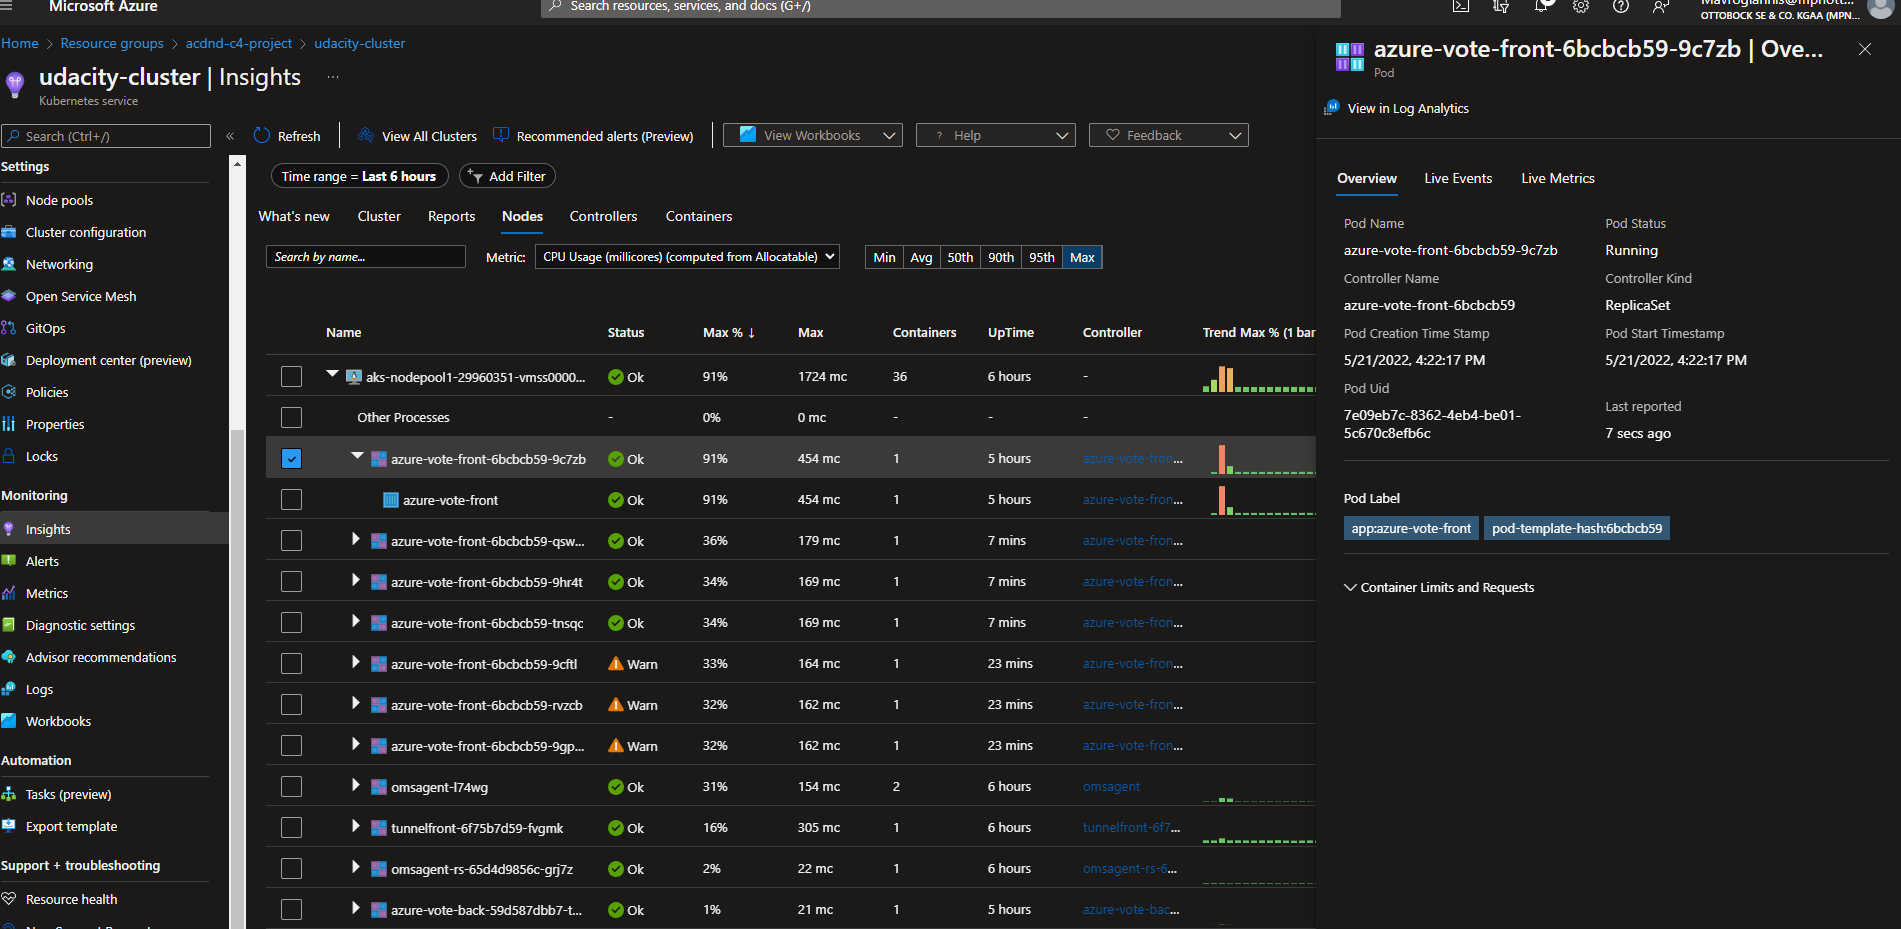 Microsoft Azure
Search resources, services, and docs (G+/)
OTTOBOCK SE & CO. KGAA (MPN...
Home > Resource groups > acdnd-c4-project > udacity-cluster
udacity-cluster | Insights ...
Kubernetes service
Search (Ctrl+/)
«
Settings
Node pools
Cluster configuration
Networking
Open Service Mesh
GitOps
Deployment center (preview)
Policies
Properties
Locks
Monitoring
Insights
Alerts
Metrics
Diagnostic settings
Advisor recommendations
Logs
Workbooks
Automation
Tasks (preview)
Export template
Support + troubleshooting
Resource health
Refresh
View All Clusters
Recommended alerts (Preview)
View Workbooks
? Help
Feedback
Time range = Last 6 hours
Add Filter
What's new Cluster Reports Nodes Controllers Containers
Search by name...
Metric: CPU Usage (millicores) (computed from Allocatable)
Min Avg 50th 90th 95th Max
Name Status Max % ↓ Max Containers UpTime Controller Trend Max % (1 bar
aks-nodepool1-29960351-vmss0000... Ok 91% 1724 mc 36 6 hours -
Other Processes - 0% 0 mc - - -
azure-vote-front-6bcbcb59-9c7zb Ok 91% 454 mc 1 5 hours azure-vote-fron...
azure-vote-front Ok 91% 454 mc 1 5 hours azure-vote-fron...
azure-vote-front-6bcbcb59-qsw... Ok 36% 179 mc 1 7 mins azure-vote-fron...
azure-vote-front-6bcbcb59-9hr4t Ok 34% 169 mc 1 7 mins azure-vote-fron...
azure-vote-front-6bcbcb59-tnsqc Ok 34% 169 mc 1 7 mins azure-vote-fron...
azure-vote-front-6bcbcb59-9cftl Warn 33% 164 mc 1 23 mins azure-vote-fron...
azure-vote-front-6bcbcb59-rvzcb Warn 32% 162 mc 1 23 mins azure-vote-fron...
azure-vote-front-6bcbcb59-9gp... Warn 32% 162 mc 1 23 mins azure-vote-fron...
omsagent-l74wg Ok 31% 154 mc 2 6 hours omsagent
tunnelfront-6f75b7d59-fvgmk Ok 16% 305 mc 1 6 hours tunnelfront-6f7...
omsagent-rs-65d4d9856c-grj7z Ok 2% 22 mc 1 6 hours omsagent-rs-6...
azure-vote-back-59d587dbb7-t... Ok 1% 21 mc 1 5 hours azure-vote-bac...
azure-vote-front-6bcbcb59-9c7zb | Ove...
Pod
View in Log Analytics
Overview Live Events Live Metrics
Pod Name
azure-vote-front-6bcbcb59-9c7zb
Pod Status
Running
Controller Name
azure-vote-front-6bcbcb59
Controller Kind
ReplicaSet
Pod Creation Time Stamp
5/21/2022, 4:22:17 PM
Pod Start Timestamp
5/21/2022, 4:22:17 PM
Pod Uid
7e09eb7c-8362-4eb4-be01-
5c670c8efb6c
Last reported
7 secs ago
Pod Label
app:azure-vote-front
pod-template-hash:6bcbcb59
Container Limits and Requests